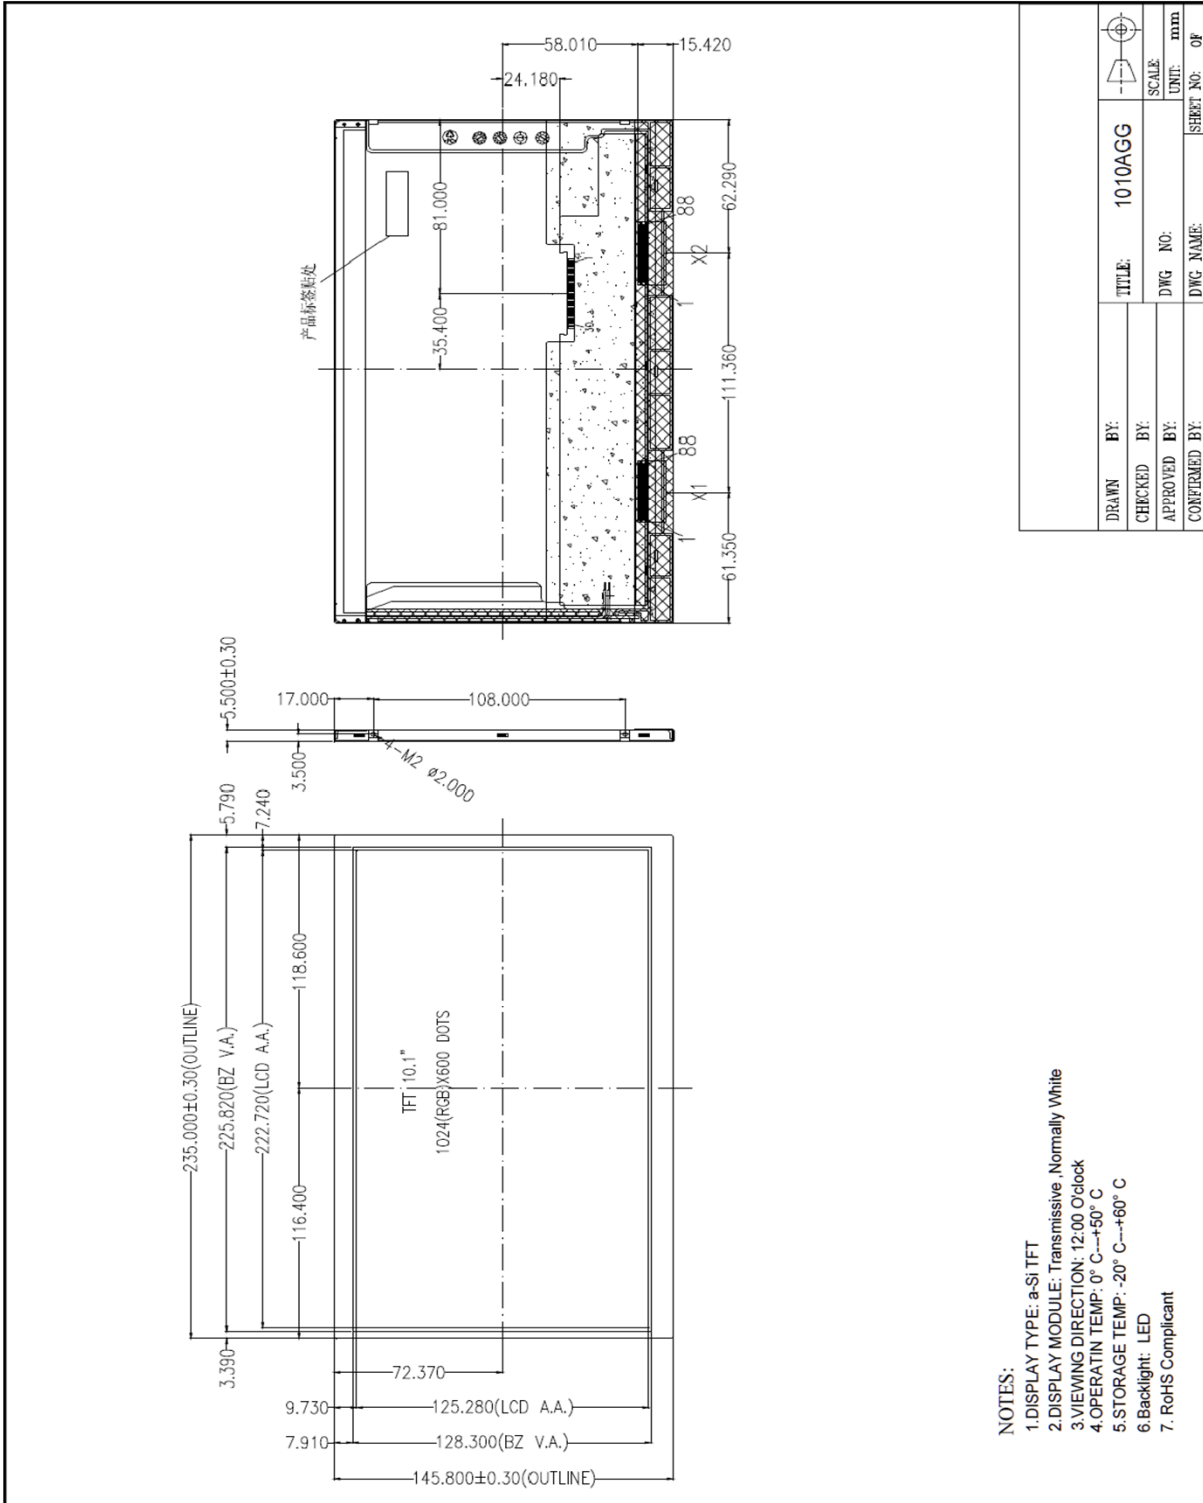 58.010
15.420
24.180
81.000
35.400
产品标签贴处
62.290
88
X2
1
111.360
88
X1
1
61.350
5.500±0.30
17.000
108.000
3.500
4-M2 ø2.000
5.790
7.240
235.000±0.30(OUTLINE)
225.820(BZ V.A.)
222.720(LCD A.A.)
118.600
116.400
TFT 10.1"
1024(RGB)X600 DOTS
3.390
72.370
9.730
125.280(LCD A.A.)
7.910
128.300(BZ V.A.)
145.800±0.30(OUTLINE)
NOTES:
1.DISPLAY TYPE: a-Si TFT
2.DISPLAY MODULE: Transmissive ,Normally White
3.VIEWING DIRECTION: 12:00 O'clock
4.OPERATIN TEMP: 0° C---+50° C
5.STORAGE TEMP: -20° C---+60° C
6.Backlight: LED
7. RoHS Complicant
DRAWN BY:
CHECKED BY:
APPROVED BY:
CONFIRMED BY:
TITLE: 1010AGG
DWG NO:
DWG NAME:
SCALE:
UNIT: mm
SHEET NO: OF